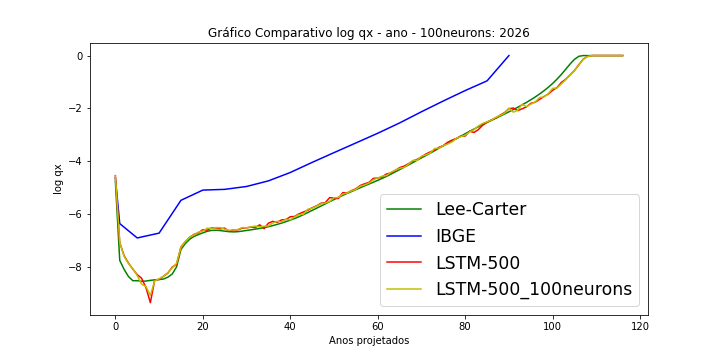 Gráfico Comparativo log qx - ano - 100neurons: 2026
log qx
0
−2
−4
−6
−8
Lee-Carter
IBGE
LSTM-500
LSTM-500_100neurons
0 20 40 60 80 100 120
Anos projetados